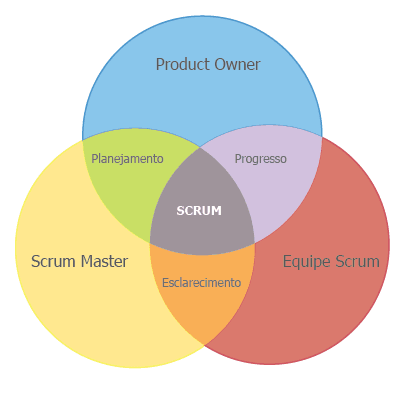 Product Owner
Planejamento
Progresso
SCRUM
Scrum Master
Equipe Scrum
Esclarecimento